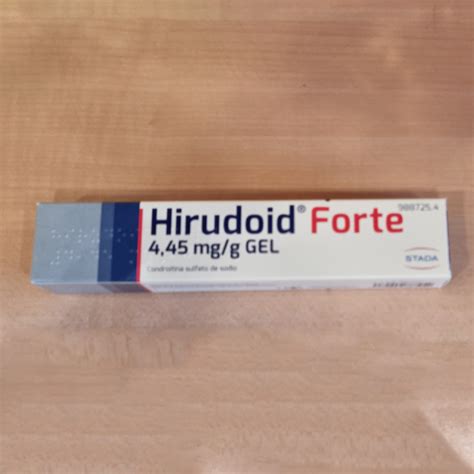 988725.4
Hirudoid® Forte
4,45 mg/g GEL
Condroitina sulfato de sodio
STADA